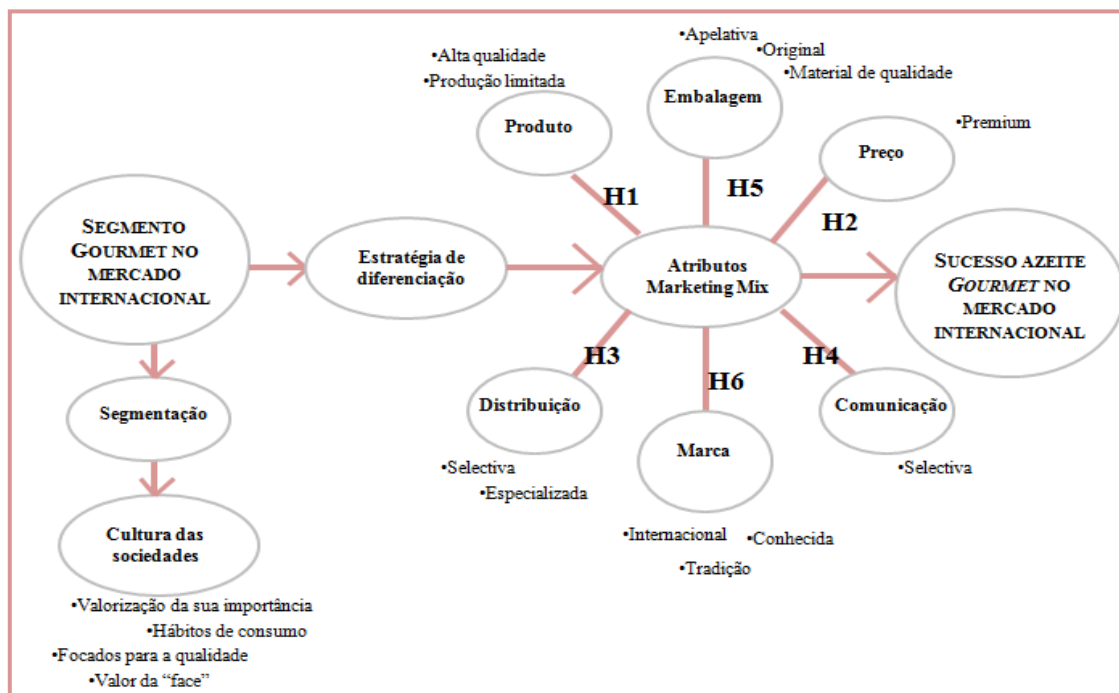 •Apelativa
•Original
•Material de qualidade
•Alta qualidade
•Produção limitada
Embalagem
Produto
•Premium
Preço
H1
H5
H2
SEGMENTO
GOURMET NO
MERCADO
INTERNACIONAL
Estratégia de
diferenciação
Atributos
Marketing Mix
SUCESSO AZEITE
GOURMET NO
MERCADO
INTERNACIONAL
H3
H6
H4
Segmentação
Distribuição
Marca
Comunicação
•Selectiva
•Especializada
•Selectiva
•Internacional
•Conhecida
•Tradição
Cultura das
sociedades
•Valorização da sua importância
•Hábitos de consumo
•Focados para a qualidade
•Valor da “face”